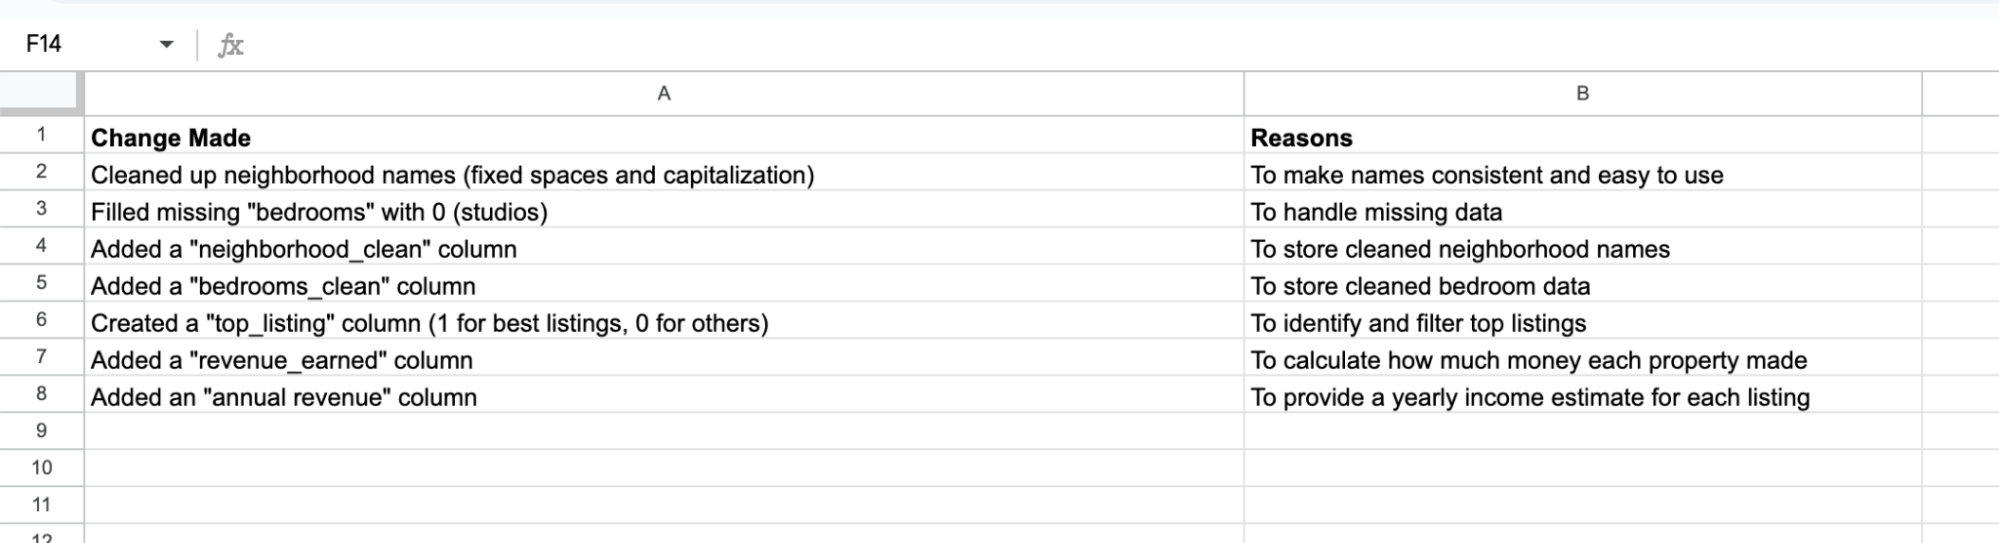 F14 fx
A B
1 Change Made Reasons
2 Cleaned up neighborhood names (fixed spaces and capitalization) To make names consistent and easy to use
3 Filled missing "bedrooms" with 0 (studios) To handle missing data
4 Added a "neighborhood_clean" column To store cleaned neighborhood names
5 Added a "bedrooms_clean" column To store cleaned bedroom data
6 Created a "top_listing" column (1 for best listings, 0 for others) To identify and filter top listings
7 Added a "revenue_earned" column To calculate how much money each property made
8 Added an "annual revenue" column To provide a yearly income estimate for each listing
9
10
11
12